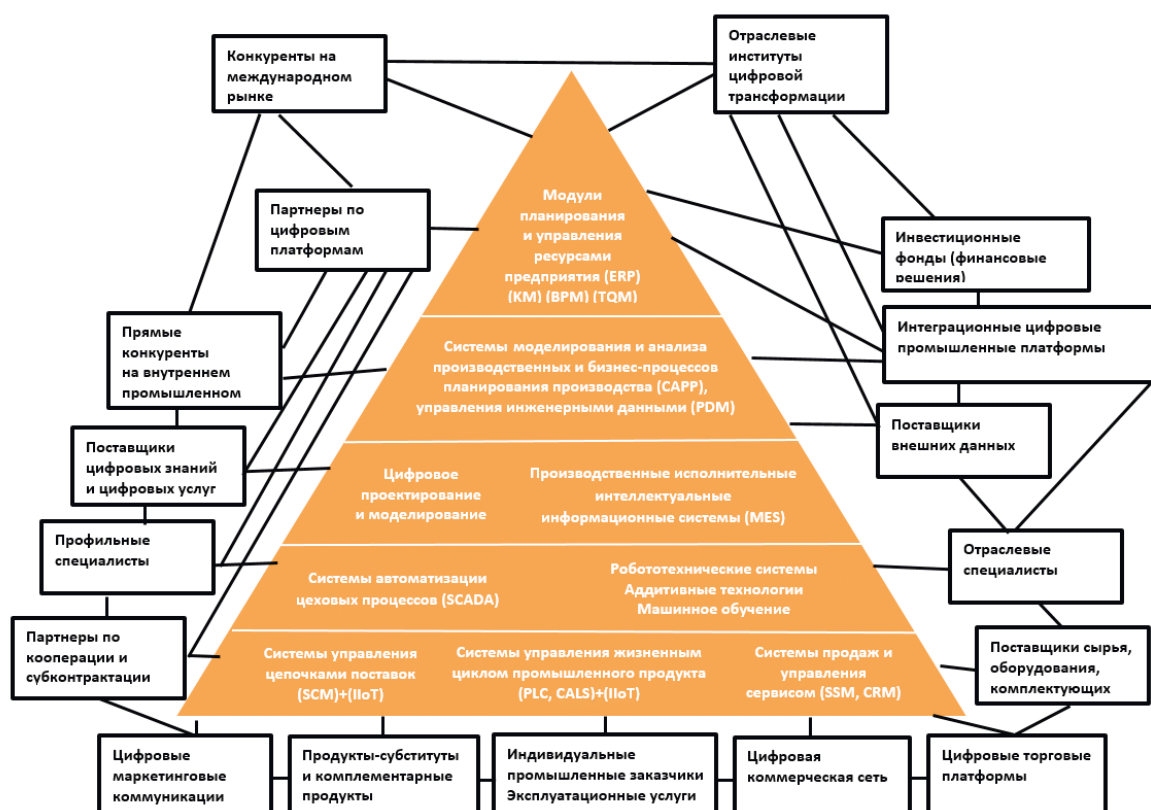 Конкуренты на
международном
рынке
Отраслевые
институты
цифровой
трансформации
Партнеры по
цифровым
платформам
Модули
планирования
и управления
ресурсами
предприятия (ERP)
(KM) (BPM) (TQM)
Инвестиционные
фонды (финансовые
решения)
Прямые
конкуренты
на внутреннем
промышленном
Системы моделирования и анализа
производственных и бизнес-процессов
планирования производства (CAPP),
управления инженерными данными (PDM)
Интеграционные цифровые
промышленные платформы
Поставщики
цифровых знаний
и цифровых услуг
Цифровое
проектирование
и моделирование
Производственные исполнительные
интеллектуальные
информационные системы (MES)
Поставщики
внешних данных
Профильные
специалисты
Системы автоматизации
цеховых процессов (SCADA)
Робототехнические системы
Аддитивные технологии
Машинное обучение
Отраслевые
специалисты
Партнеры по
кооперации и
субконтрактации
Системы управления
цепочками поставок
(SCM)+(IIoT)
Системы управления жизненным
циклом промышленного продукта
(PLC, CALS)+(IIoT)
Системы продаж и
управления
сервисом (SSM, CRM)
Поставщики сырья,
оборудования,
комплектующих
Цифровые
маркетинговые
коммуникации
Продукты-субституты
и комплементарные
продукты
Индивидуальные
промышленные заказчики
Эксплуатационные услуги
Цифровая
коммерческая сеть
Цифровые торговые
платформы